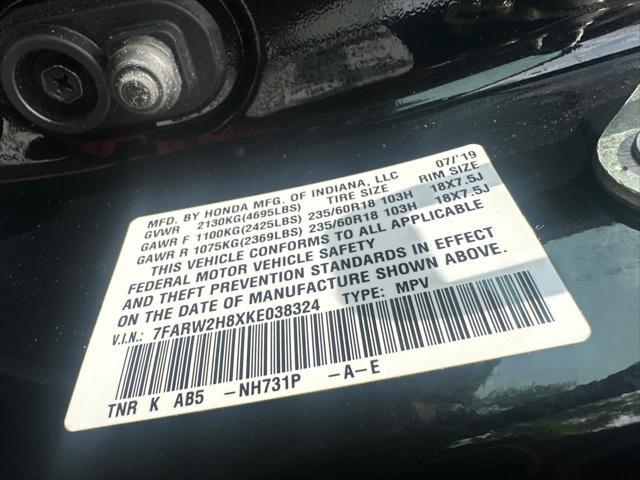 MFD. BY HONDA MFG. OF INDIANA, LLC 07/'19
GVWR 2130KG(4695LBS) TIRE SIZE RIM SIZE
GAWR F 1100KG(2425LBS) 235/60R18 103H 18X7.5J
GAWR R 1075KG(2369LBS) 235/60R18 103H 18X7.5J
THIS VEHICLE CONFORMS TO ALL APPLICABLE
FEDERAL MOTOR VEHICLE SAFETY
AND THEFT PREVENTION STANDARDS IN EFFECT
ON THE DATE OF MANUFACTURE SHOWN ABOVE.
V.I.N.: 7FARW2H8XKE038324 TYPE: MPV
TNR K AB5 -NH731P -A-E